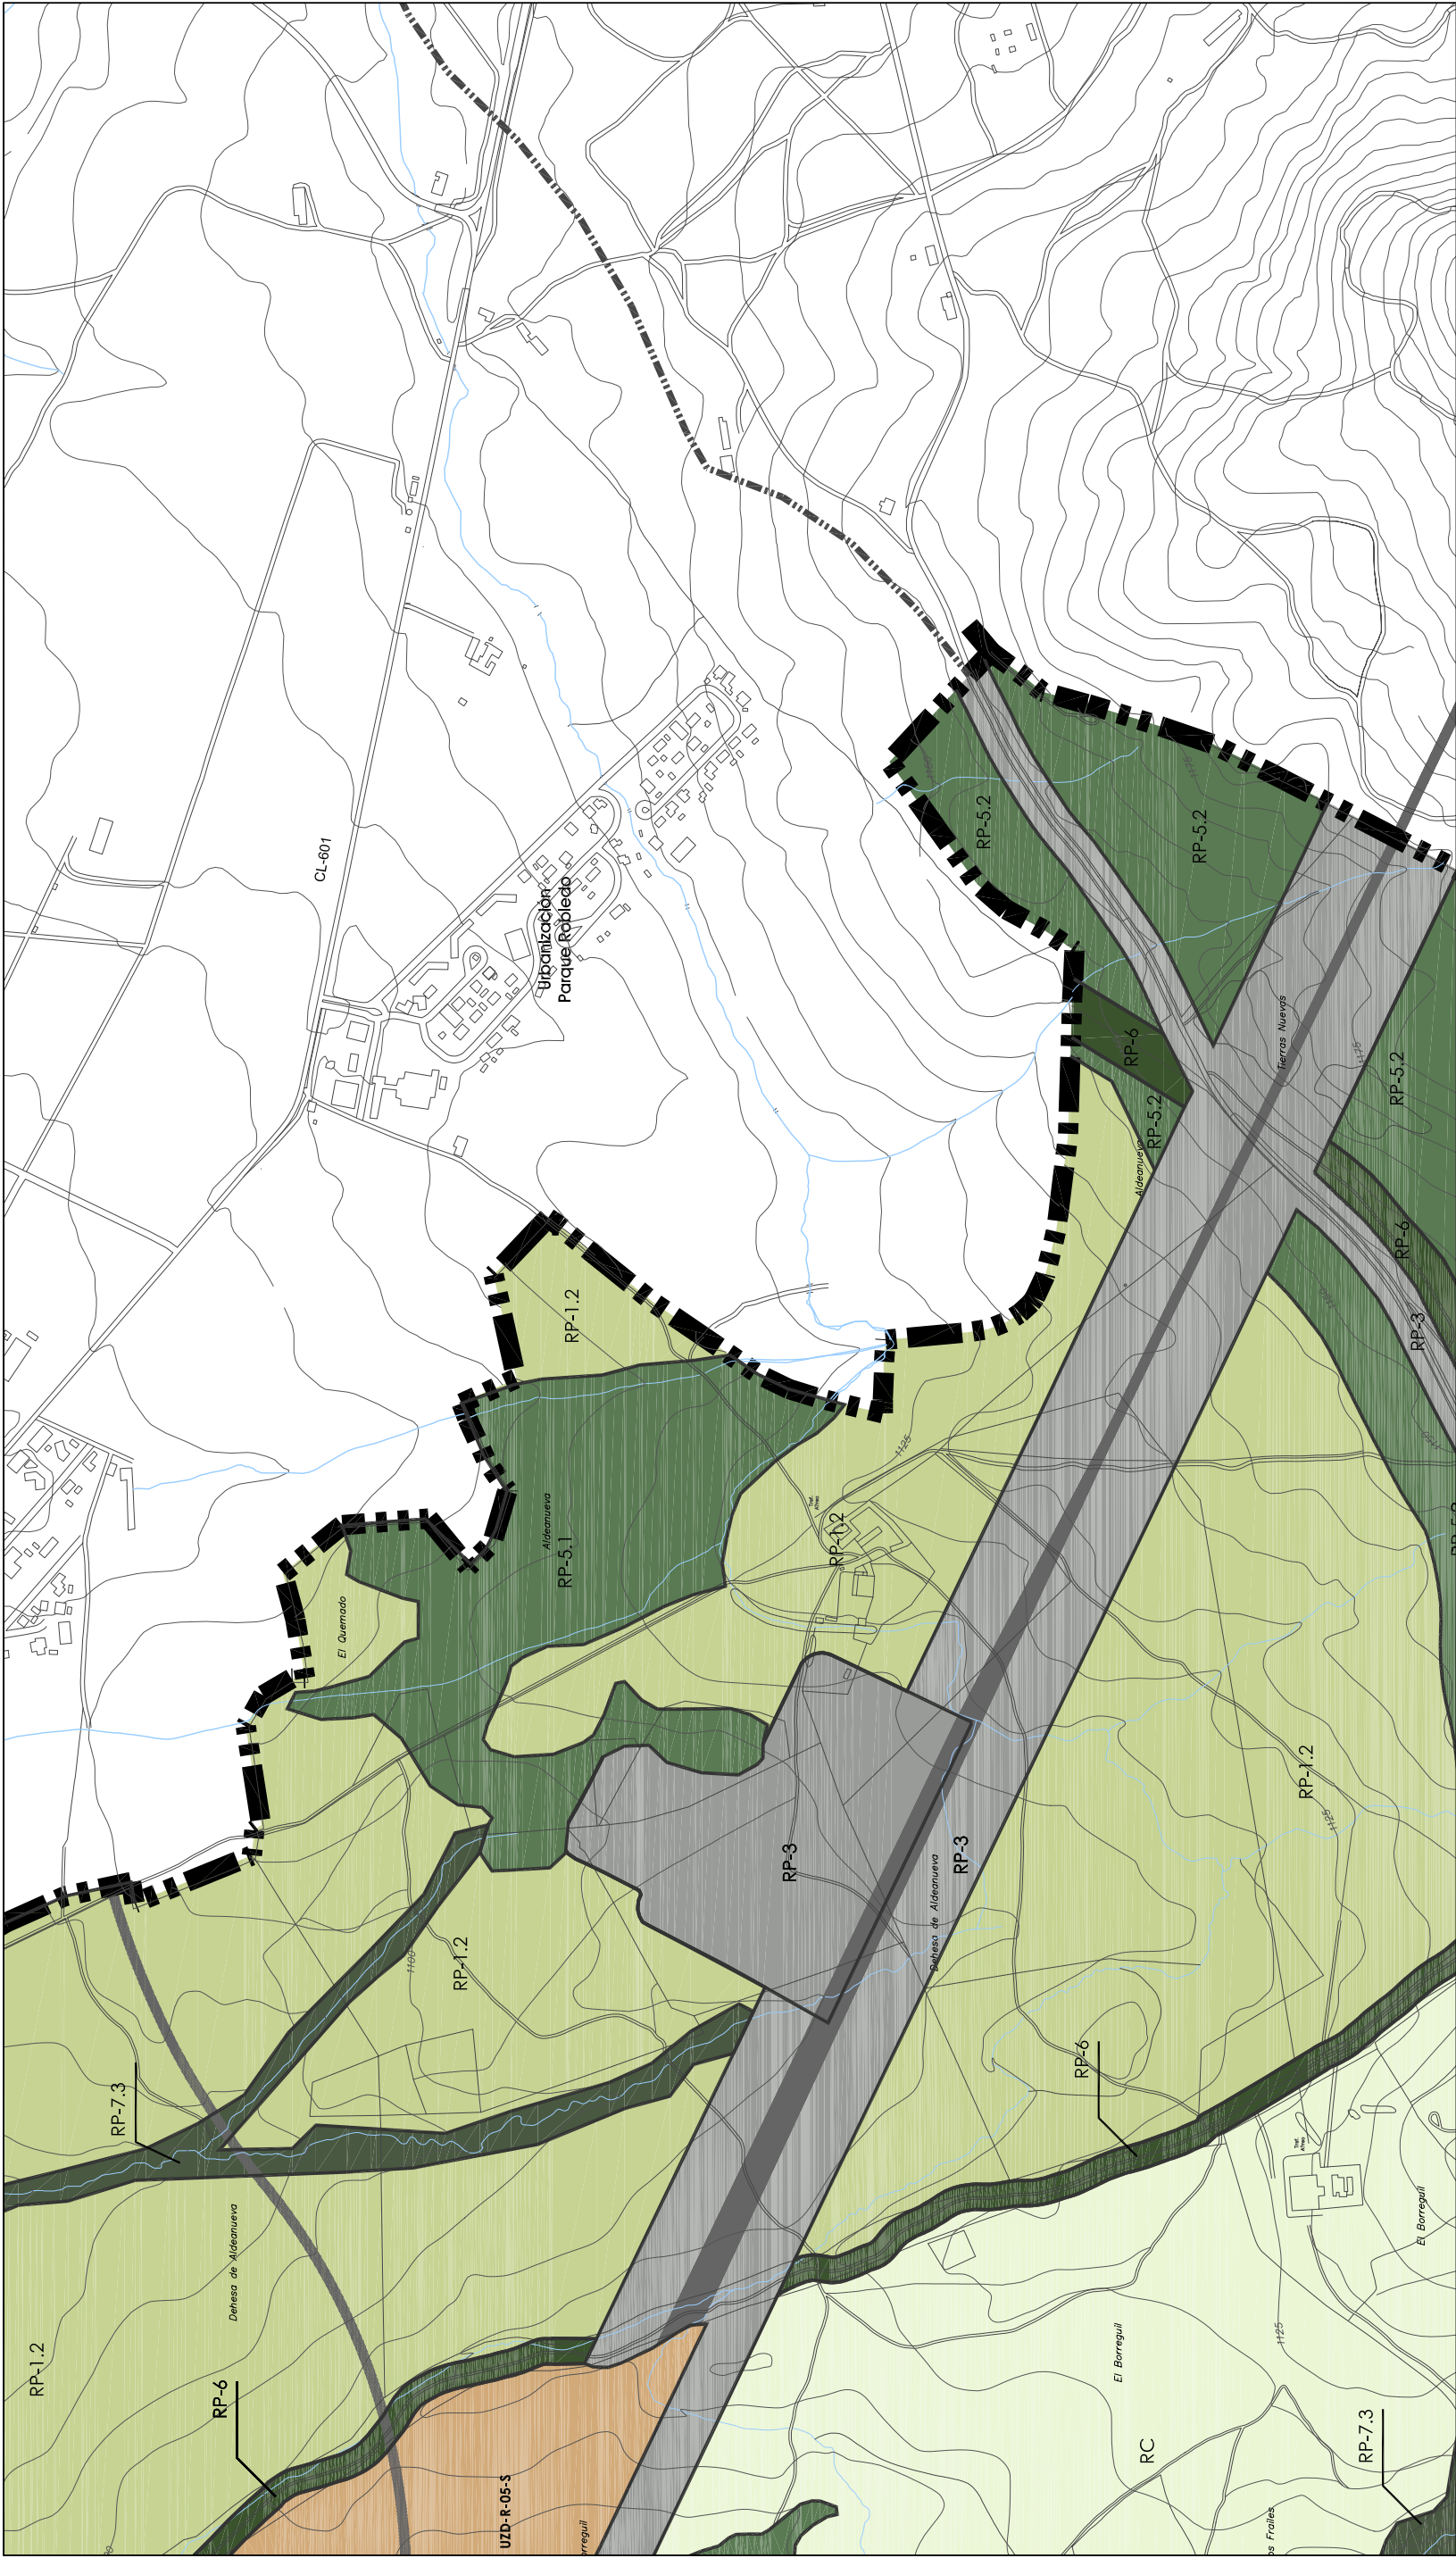 CL-601
Urbanización
Parque Robledo
RP-5.2
RP-5.2
1175
RP-6
RP-5.2
Aldeanueva
Tierras Nuevas
1175
RP-5.2
RP-6
RP-3
RP-1.2
1125
Aldeanueva
RP-5.1
RP-1.2
El Quemado
RP-3
RP-3
Dehesa de Aldeanueva
RP-1.2
1125
RP-1.2
1100
RP-7.3
RP-6
Dehesa de Aldeanueva
RP-1.2
RP-6
UZD-R-05-S
El Borreguil
El Borreguil
1125
RC
RP-7.3